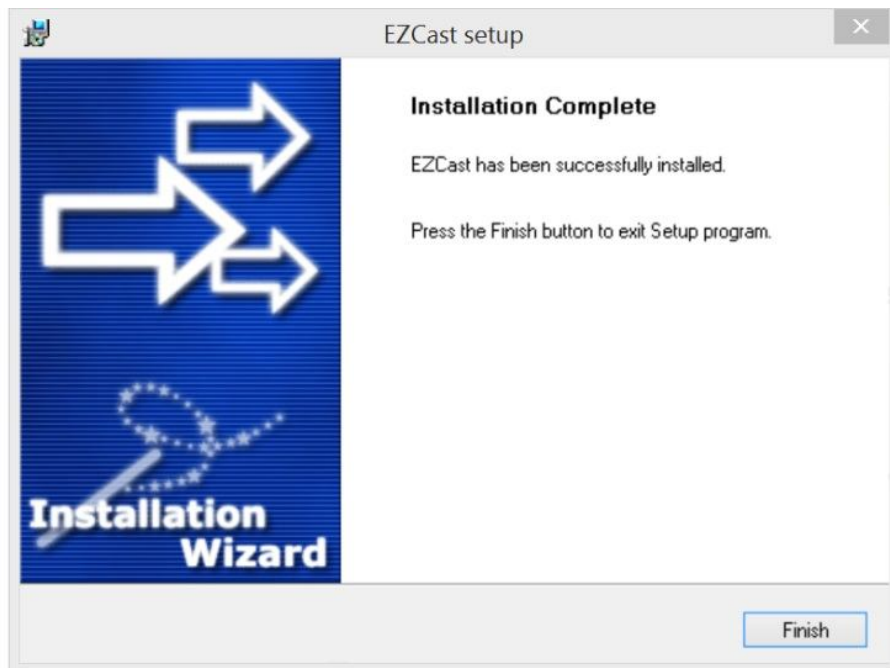 EZCast setup
Installation Complete
EZCast has been successfully installed.
Press the Finish button to exit Setup program.
Installation
Wizard
Finish